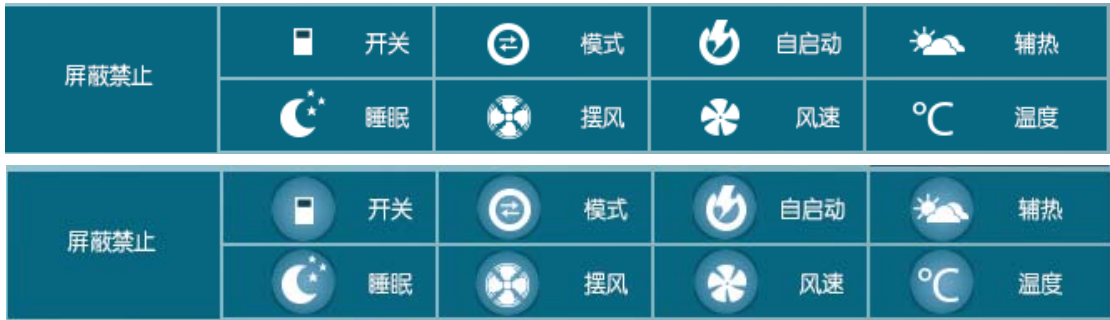 开关 模式 自启动 辅热
屏蔽禁止
睡眠 摆风 风速 ℃ 温度
开关 模式 自启动 辅热
屏蔽禁止
睡眠 摆风 风速 ℃ 温度